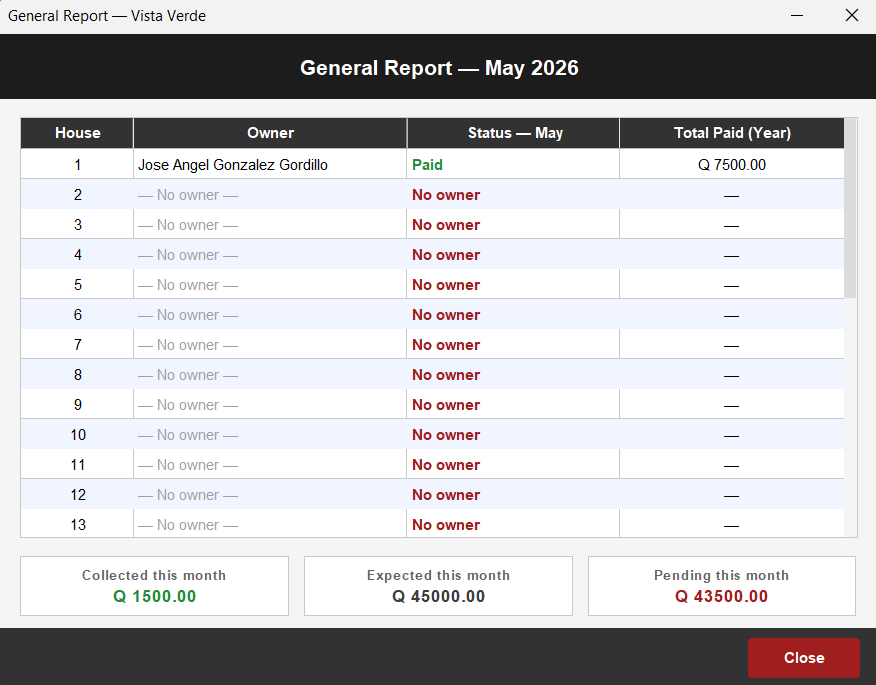 General Report — Vista Verde
General Report — May 2026
House Owner Status — May Total Paid (Year)
1 Jose Angel Gonzalez Gordillo Paid Q 7500.00
2 — No owner — No owner —
3 — No owner — No owner —
4 — No owner — No owner —
5 — No owner — No owner —
6 — No owner — No owner —
7 — No owner — No owner —
8 — No owner — No owner —
9 — No owner — No owner —
10 — No owner — No owner —
11 — No owner — No owner —
12 — No owner — No owner —
13 — No owner — No owner —
Collected this month Expected this month Pending this month
Q 1500.00 Q 45000.00 Q 43500.00
Close